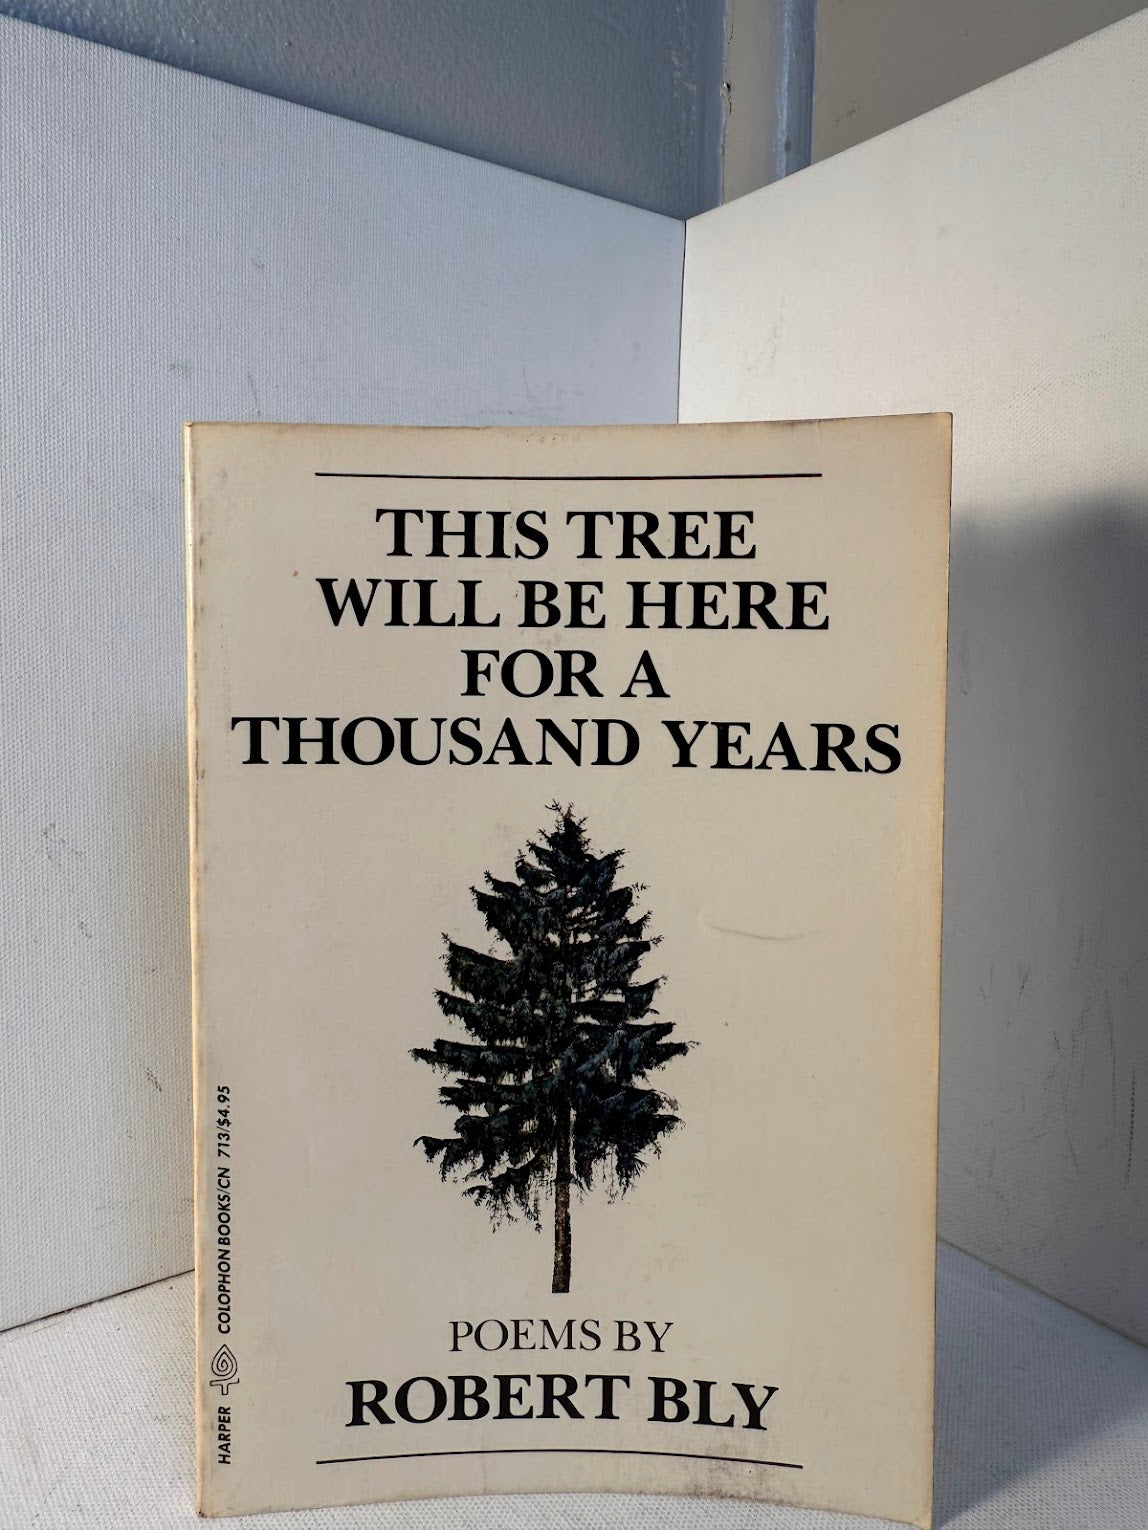 THIS TREE
WILL BE HERE
FOR A
THOUSAND YEARS
POEMS BY
ROBERT BLY
HARPER COLOPHON BOOKS/CN 713/$4.95